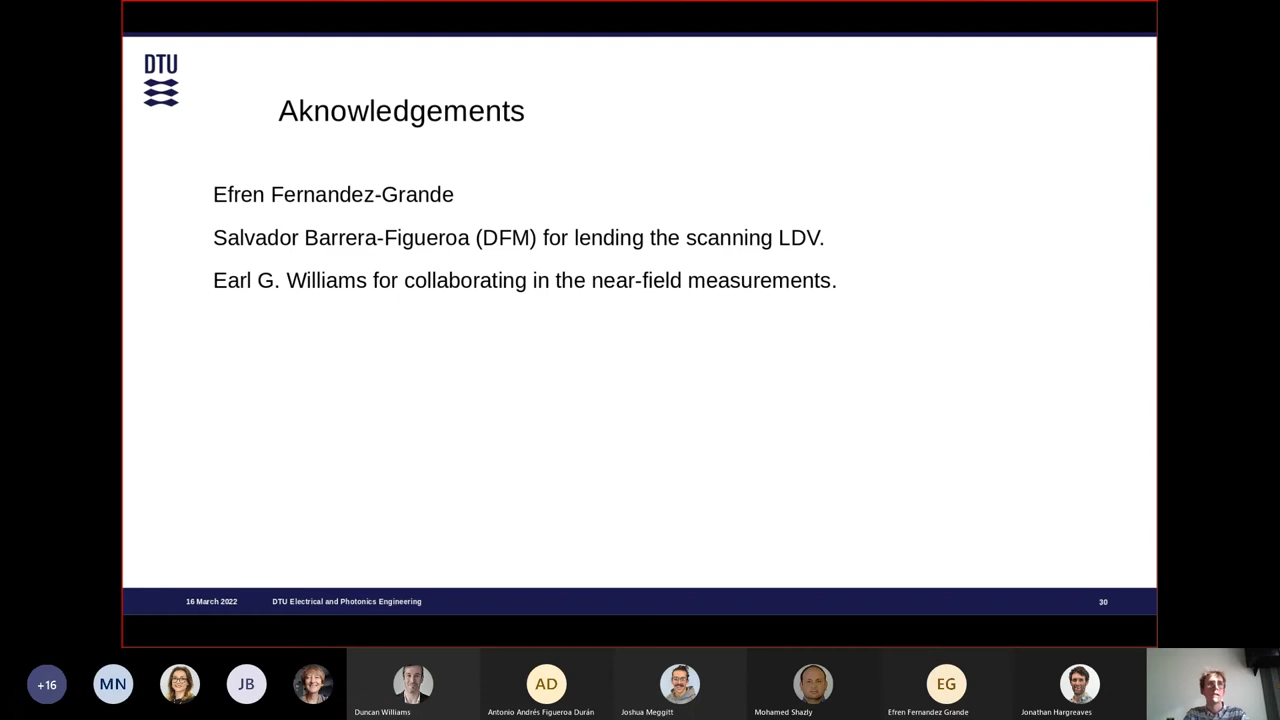 DTU
Aknowledgements
Efren Fernandez-Grande
Salvador Barrera-Figueroa (DFM) for lending the scanning LDV.
Earl G. Williams for collaborating in the near-field measurements.
16 March 2022
DTU Electrical and Photonics Engineering
30
+16
MN
JB
AD
EG
Duncan Williams
Antonio Andrés Figueroa Durán
Joshua Meggitt
Mohamed Shazly
Efren Fernandez Grande
Jonathan Hargreaves